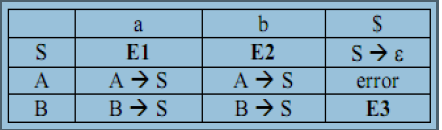 a b $
S E1 E2 S → ε
A A → S A → S error
B B → S B → S E3